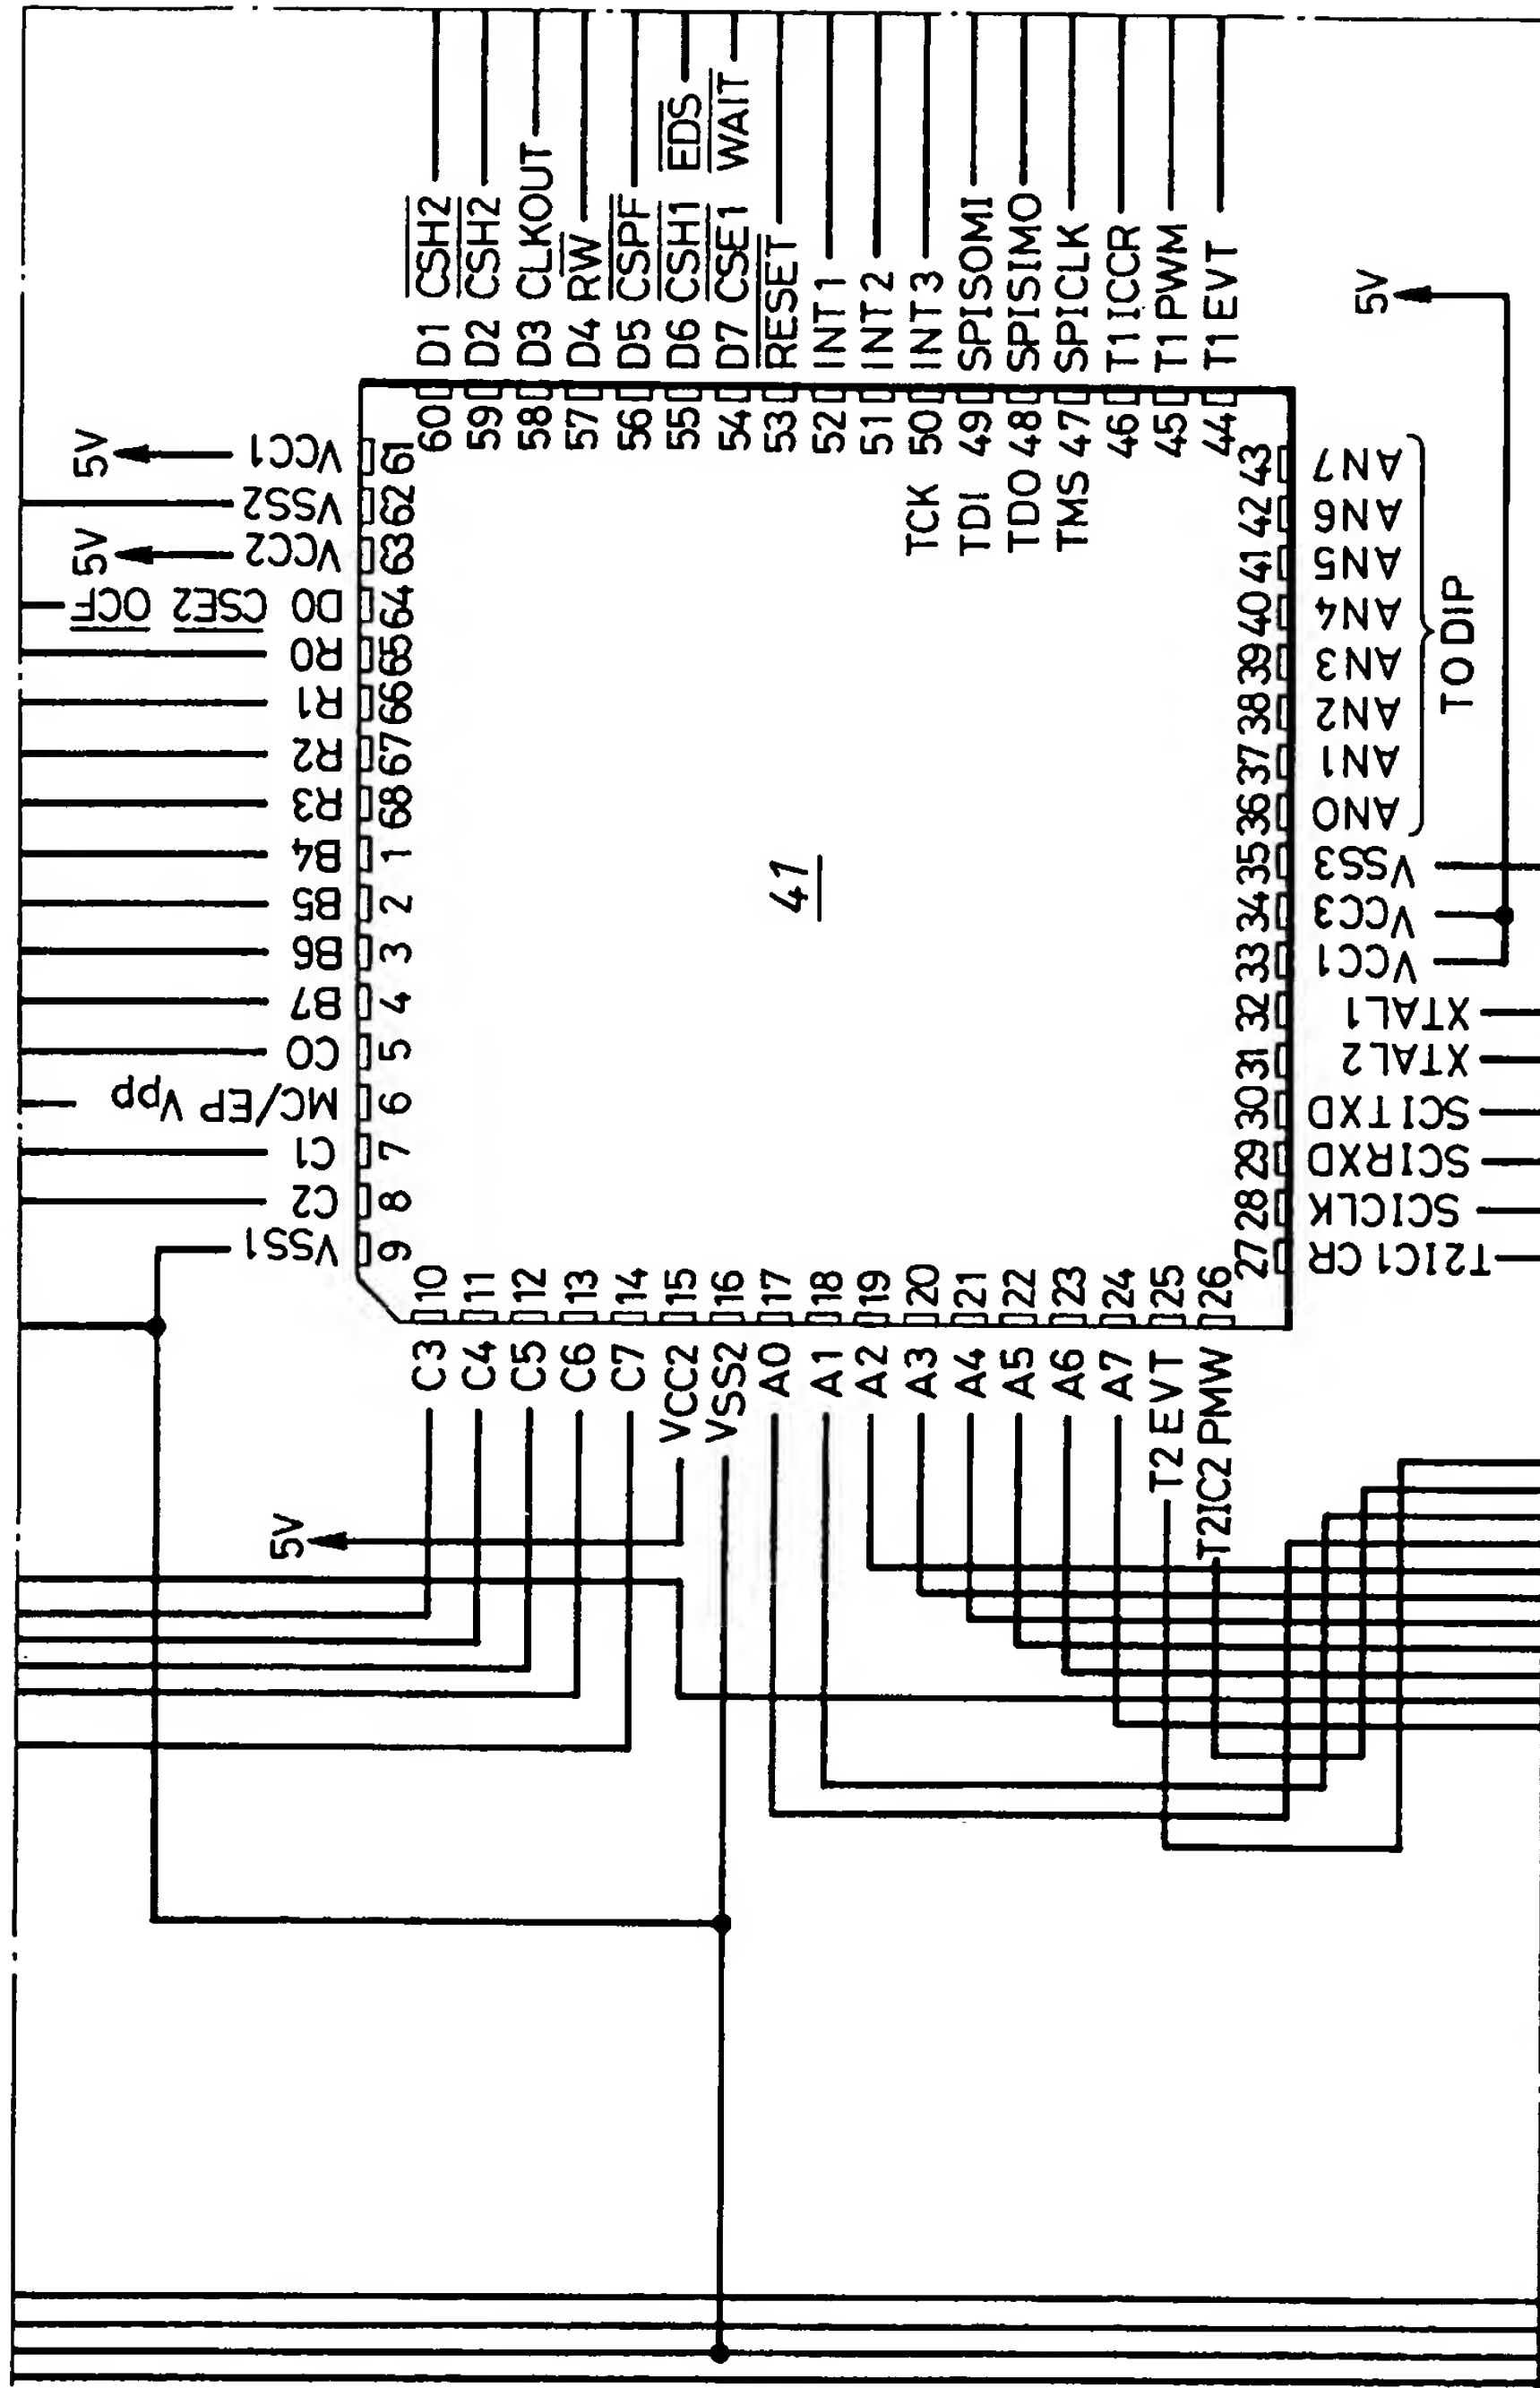 D1 CSH2
D2 CSH2
D3 CLKOUT
D4 RW
D5 CSPF
D6 CSH1 EDS
D7 CSE1 WAIT
RESET
INT1
INT2
INT3
SPISOMI
SPISIMO
SPICLK
T1ICCR
T1PWM
T1EVT
60
59
58
57
56
55
54
53
52
51
TCK 50
TDI 49
TDO 48
TMS 47
46
45
44
5V
VCC1 61
VSS2 62
5V
VCC2 63
D0 CSE2 OCF 64
R0 65
R1 66
R2 67
R3 68
B4 1
B5 2
B6 3
B7 4
C0 5
MC/EP Vpp 6
C1 7
C2 8
VSS1 9
41
43 AN7
42 AN6
41 AN5
40 AN4
39 AN3
38 AN2
37 AN1
36 AN0
TO DIP
5V
35 VSS3
34 VCC3
33 VCC1
32 XTAL1
31 XTAL2
30 SCITXD
29 SCIRXD
28 SCICLK
27 T2IC1CR
C3 10
C4 11
C5 12
C6 13
C7 14
5V
VCC2 15
VSS2 16
A0 17
A1 18
A2 19
A3 20
A4 21
A5 22
A6 23
A7 24
T2 EVT 25
T2IC2 PMW 26